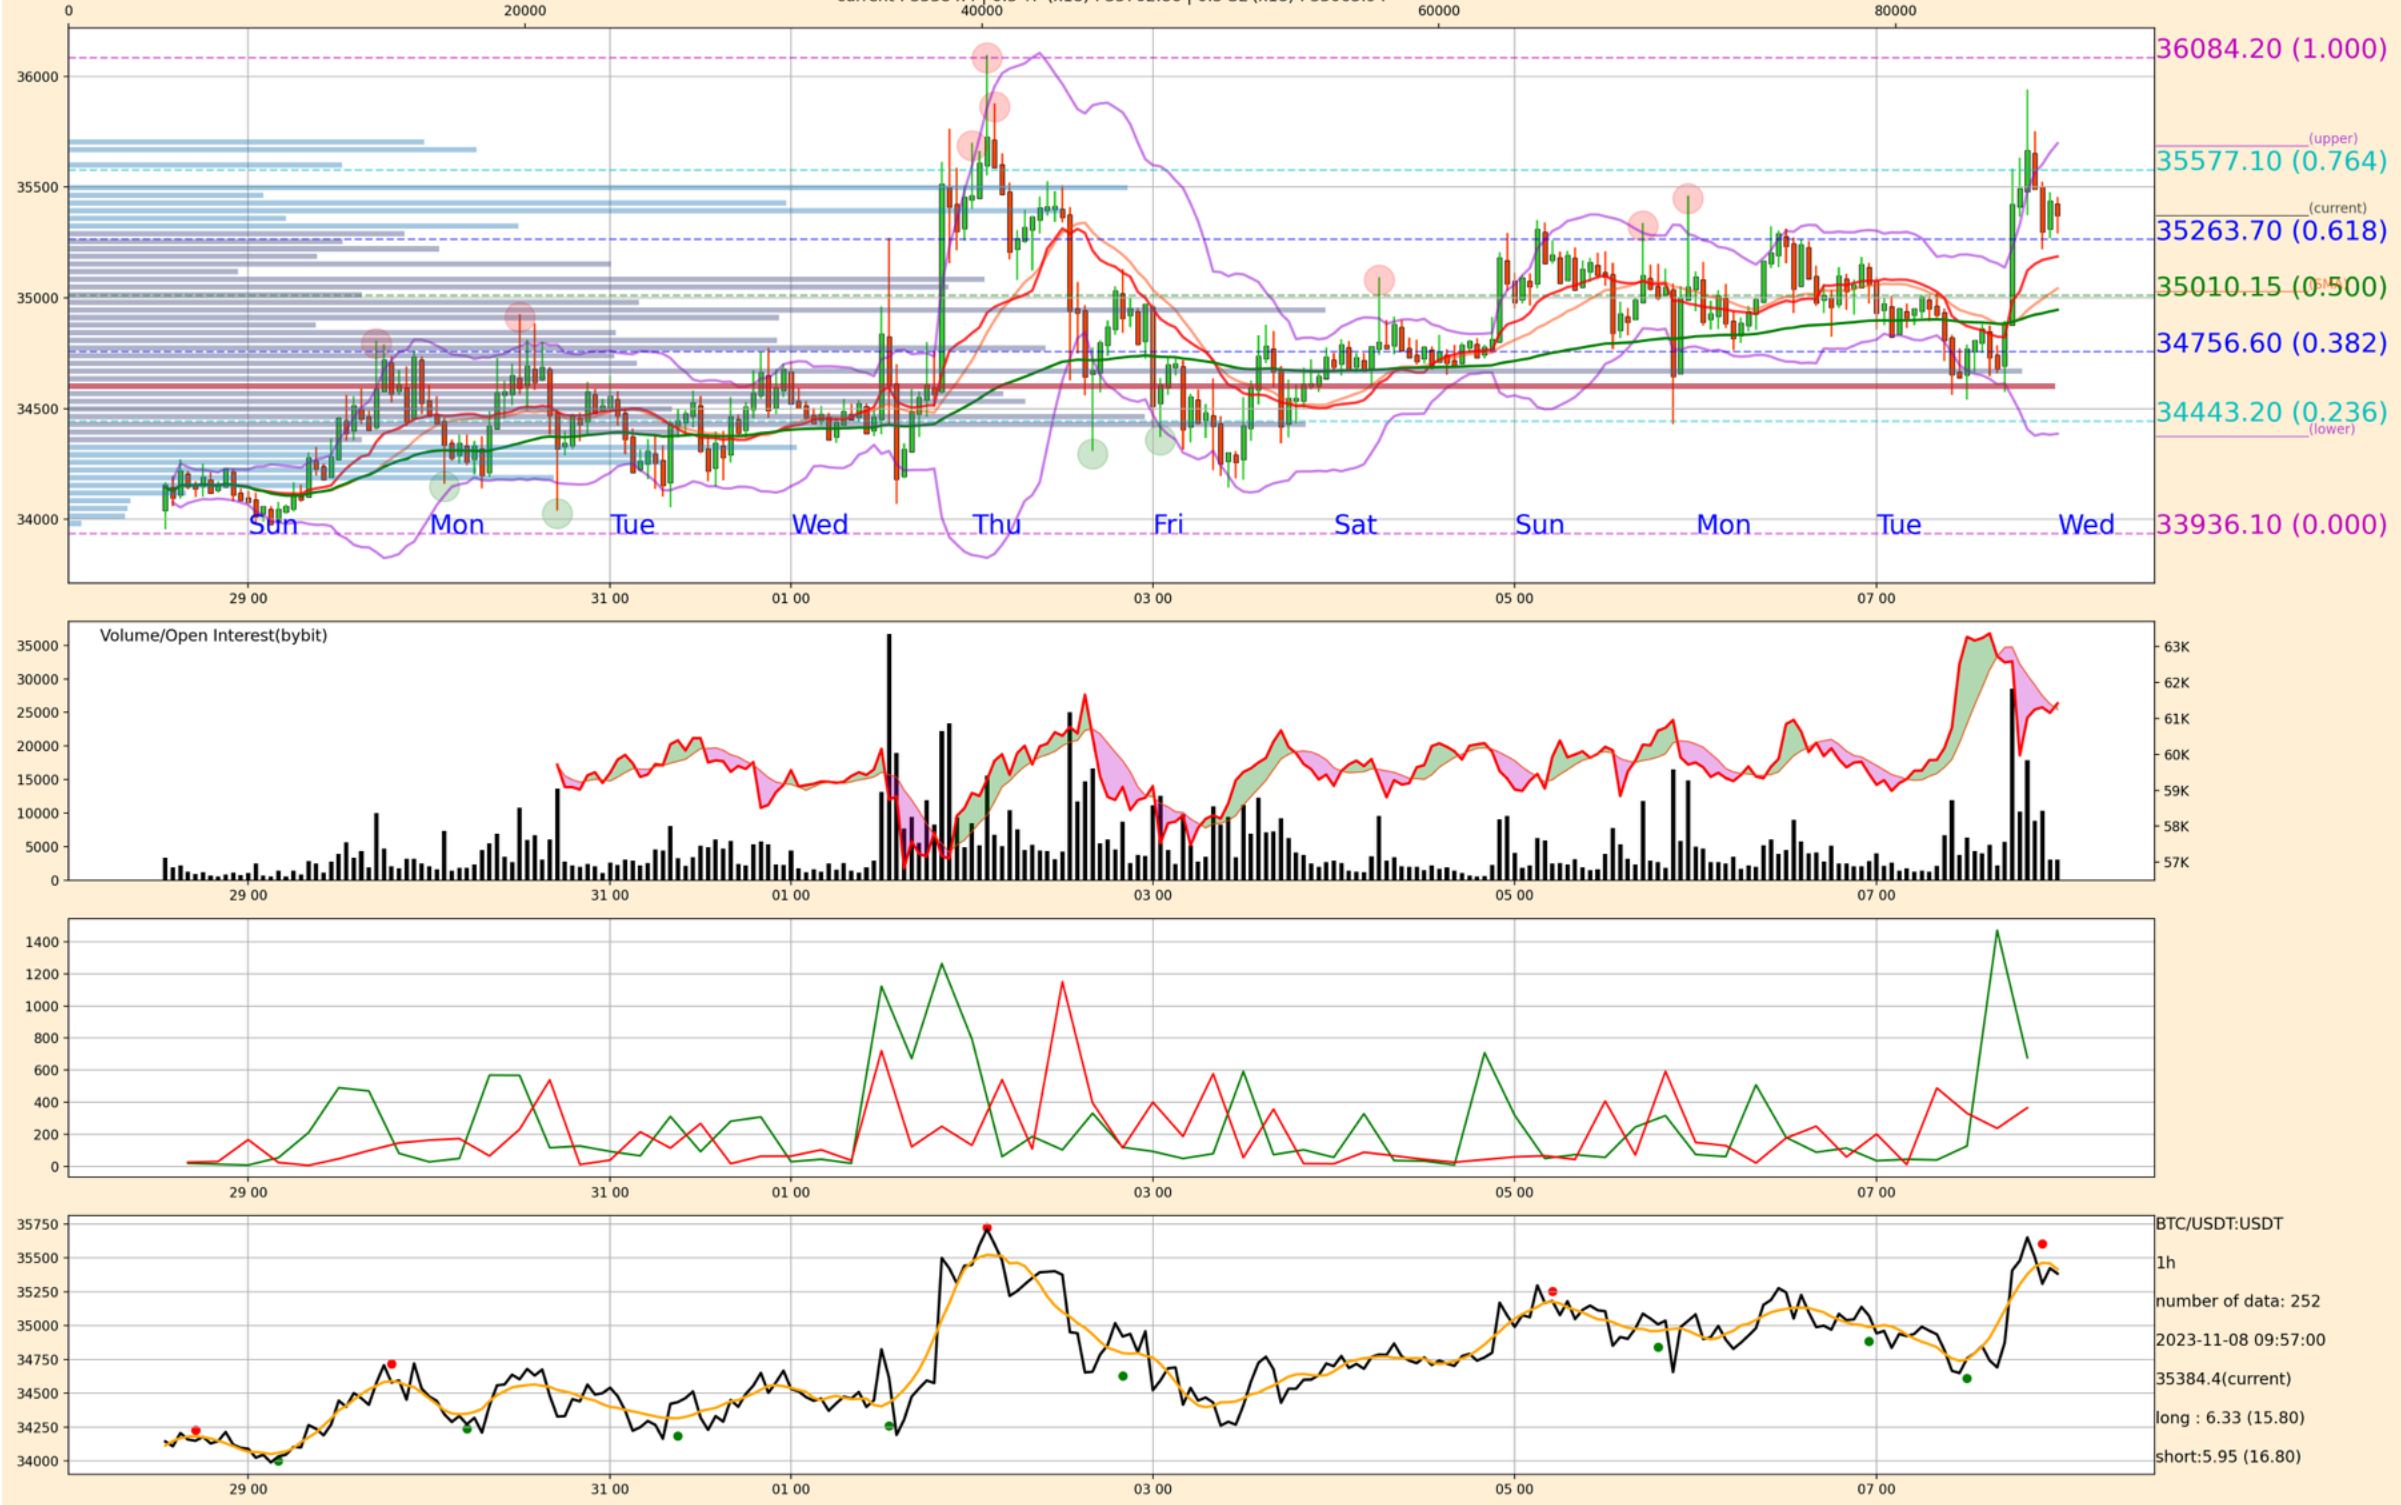 0 20000 40000 60000 80000
36084.20 (1.000)
36000
(upper)
35577.10 (0.764)
35500
(current)
35263.70 (0.618)
35000
35010.15 (0.500)
34756.60 (0.382)
34500
34443.20 (0.236)
(lower)
34000
Sun Mon Tue Wed Thu Fri Sat Sun Mon Tue Wed
33936.10 (0.000)
29 00 31 00 01 00 03 00 05 00 07 00
Volume/Open Interest(bybit)
35000
63K
30000
62K
25000
61K
20000
60K
15000
59K
10000
58K
5000
57K
0
29 00 31 00 01 00 03 00 05 00 07 00
1400
1200
1000
800
600
400
200
0
29 00 31 00 01 00 03 00 05 00 07 00
35750
BTC/USDT:USDT
35500
1h
35250
number of data: 252
35000
2023-11-08 09:57:00
34750
35384.4(current)
34500
long : 6.33 (15.80)
34250
short:5.95 (16.80)
34000
29 00 31 00 01 00 03 00 05 00 07 00